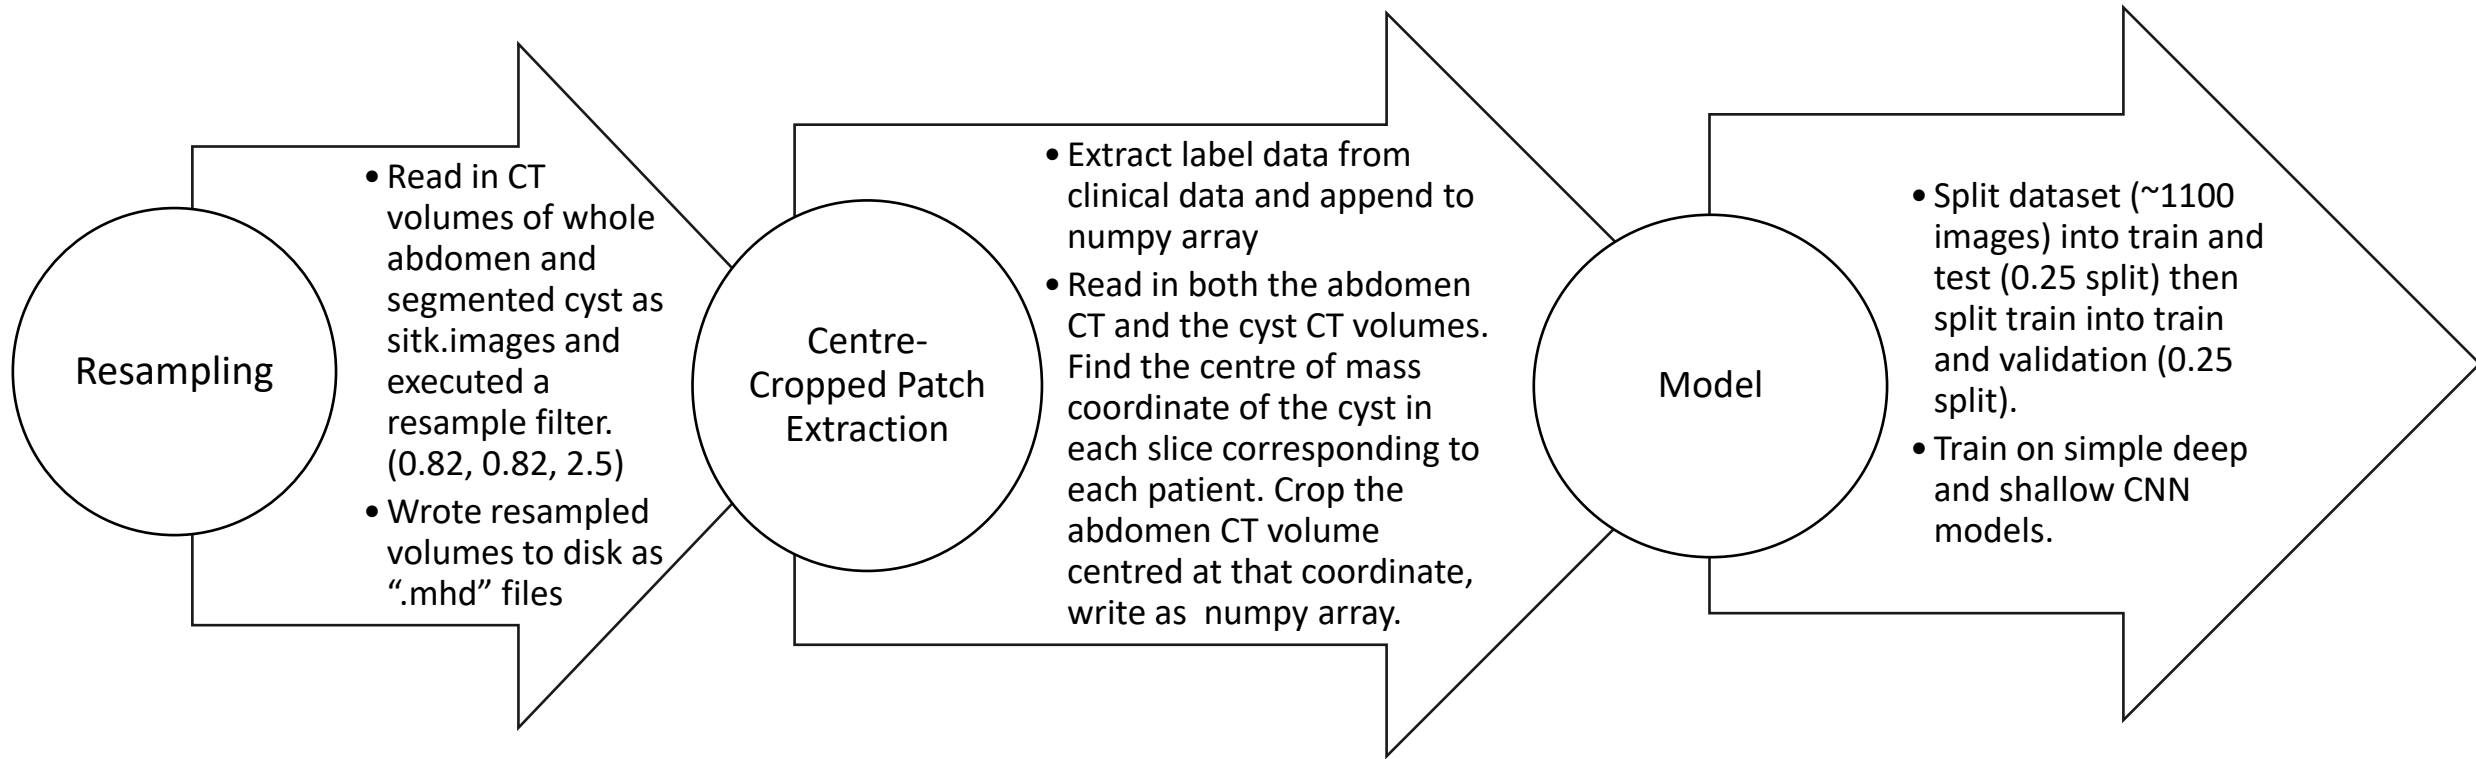 Resampling
• Read in CT
volumes of whole
abdomen and
segmented cyst as
sitk.images and
executed a
resample filter.
(0.82, 0.82, 2.5)
• Wrote resampled
volumes to disk as
“.mhd” files
Centre-
Cropped Patch
Extraction
• Extract label data from
clinical data and append to
numpy array
• Read in both the abdomen
CT and the cyst CT volumes.
Find the centre of mass
coordinate of the cyst in
each slice corresponding to
each patient. Crop the
abdomen CT volume
centred at that coordinate,
write as  numpy array.
Model
• Split dataset (~1100
images) into train and
test (0.25 split) then
split train into train
and validation (0.25
split).
• Train on simple deep
and shallow CNN
models.